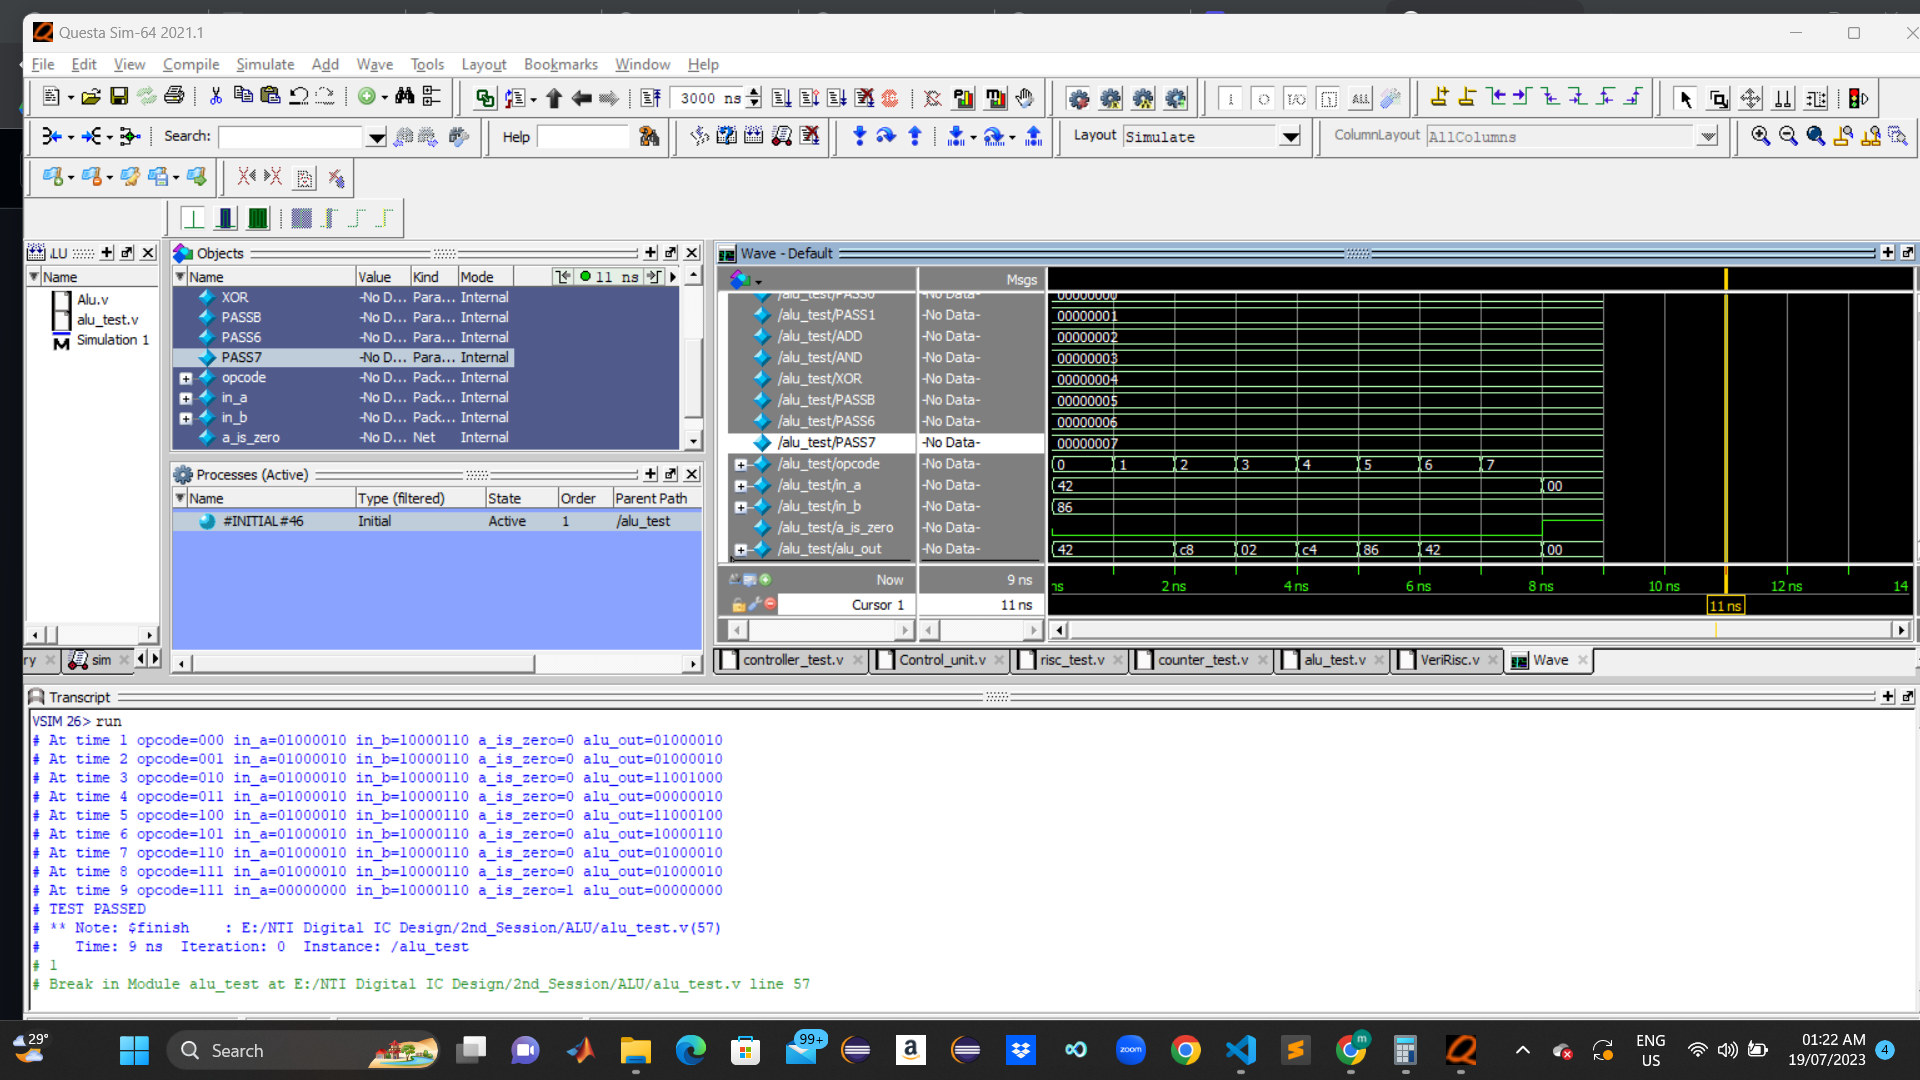 Questa Sim-64 2021.1
File Edit View Compile Simulate Add Wave Tools Layout Bookmarks Window Help
3000 ns
Search: Help Layout Simulate ColumnLayout AllColumns
LU
Name
Alu.v
alu_test.v
Simulation 1
ry sim
Objects
Name Value Kind Mode 11 ns
XOR -No D... Para... Internal
PASSB -No D... Para... Internal
PASS6 -No D... Para... Internal
PASS7 -No D... Para... Internal
opcode -No D... Pack... Internal
in_a -No D... Pack... Internal
in_b -No D... Pack... Internal
a_is_zero -No D... Net Internal
Processes (Active)
Name Type (filtered) State Order Parent Path
#INITIAL#46 Initial Active 1 /alu_test
Wave - Default
Msgs
/alu_test/PASS0 -No Data- 00000000
/alu_test/PASS1 -No Data- 00000001
/alu_test/ADD -No Data- 00000002
/alu_test/AND -No Data- 00000003
/alu_test/XOR -No Data- 00000004
/alu_test/PASSB -No Data- 00000005
/alu_test/PASS6 -No Data- 00000006
/alu_test/PASS7 -No Data- 00000007
/alu_test/opcode -No Data- 0 1 2 3 4 5 6 7
/alu_test/in_a -No Data- 42 00
/alu_test/in_b -No Data- 86
/alu_test/a_is_zero -No Data-
/alu_test/alu_out -No Data- 42 c8 02 c4 86 42 00
Now 9 ns ns 2 ns 4 ns 6 ns 8 ns 10 ns 12 ns 14
Cursor 1 11 ns 11 ns
controller_test.v Control_unit.v risc_test.v counter_test.v alu_test.v VeriRisc.v Wave
Transcript
VSIM 26> run
# At time 1 opcode=000 in_a=01000010 in_b=10000110 a_is_zero=0 alu_out=01000010
# At time 2 opcode=001 in_a=01000010 in_b=10000110 a_is_zero=0 alu_out=01000010
# At time 3 opcode=010 in_a=01000010 in_b=10000110 a_is_zero=0 alu_out=11001000
# At time 4 opcode=011 in_a=01000010 in_b=10000110 a_is_zero=0 alu_out=00000010
# At time 5 opcode=100 in_a=01000010 in_b=10000110 a_is_zero=0 alu_out=11000100
# At time 6 opcode=101 in_a=01000010 in_b=10000110 a_is_zero=0 alu_out=10000110
# At time 7 opcode=110 in_a=01000010 in_b=10000110 a_is_zero=0 alu_out=01000010
# At time 8 opcode=111 in_a=01000010 in_b=10000110 a_is_zero=0 alu_out=01000010
# At time 9 opcode=111 in_a=00000000 in_b=10000110 a_is_zero=1 alu_out=00000000
# TEST PASSED
# ** Note: $finish    : E:/NTI Digital IC Design/2nd_Session/ALU/alu_test.v(57)
#    Time: 9 ns  Iteration: 0  Instance: /alu_test
# 1
# Break in Module alu_test at E:/NTI Digital IC Design/2nd_Session/ALU/alu_test.v line 57
29° Search 99+ a zoom m ENG US 01:22 AM 19/07/2023 4